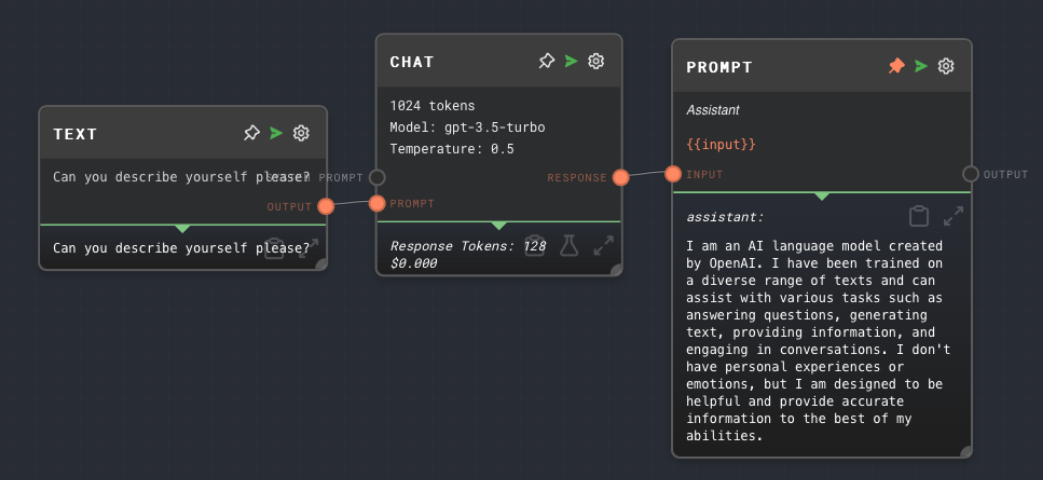 TEXT
Can you describe yourself please?
OUTPUT
Can you describe yourself please?
CHAT
1024 tokens
Model: gpt-3.5-turbo
Temperature: 0.5
PROMPT
RESPONSE
PROMPT
Response Tokens: 128
$0.000
PROMPT
Assistant
{{input}}
INPUT
OUTPUT
assistant:
I am an AI language model created
by OpenAI. I have been trained on
a diverse range of texts and can
assist with various tasks such as
answering questions, generating
text, providing information, and
engaging in conversations. I don't
have personal experiences or
emotions, but I am designed to be
helpful and provide accurate
information to the best of my
abilities.